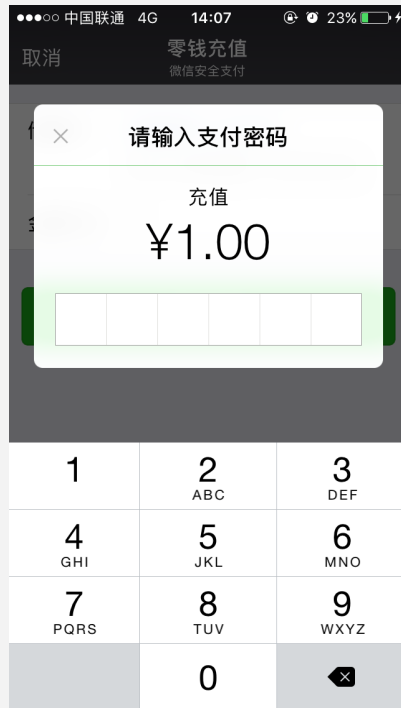 中国联通 4G 14:07 23%
取消 零钱充值
微信安全支付
请输入支付密码
充值
¥1.00
1 2 3
ABC DEF
4 5 6
GHI JKL MNO
7 8 9
PQRS TUV WXYZ
0